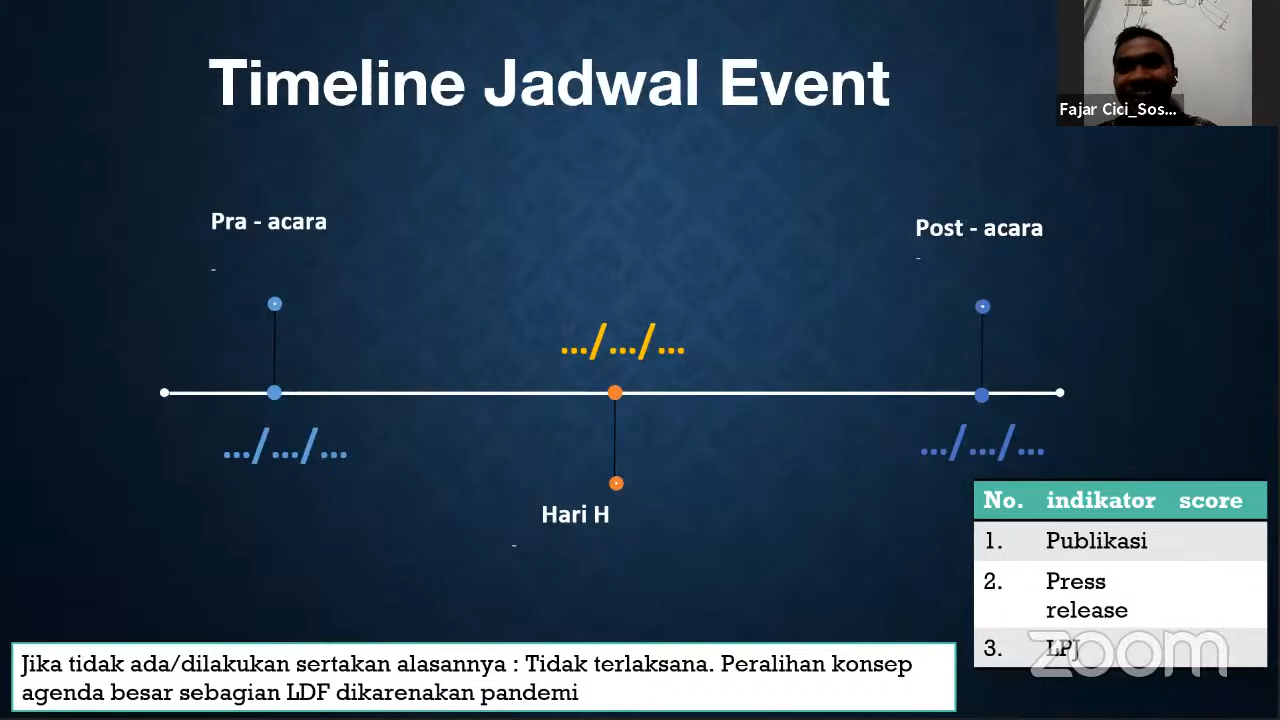 Timeline Jadwal Event
Fajar Cici_Sos...
Pra - acara
-
Post - acara
-
.../.../...
.../.../...
.../.../...
Hari H
-
No. indikator score
1. Publikasi
2. Press
release
3. LPJ
zoom
Jika tidak ada/dilakukan sertakan alasannya : Tidak terlaksana. Peralihan konsep
agenda besar sebagian LDF dikarenakan pandemi